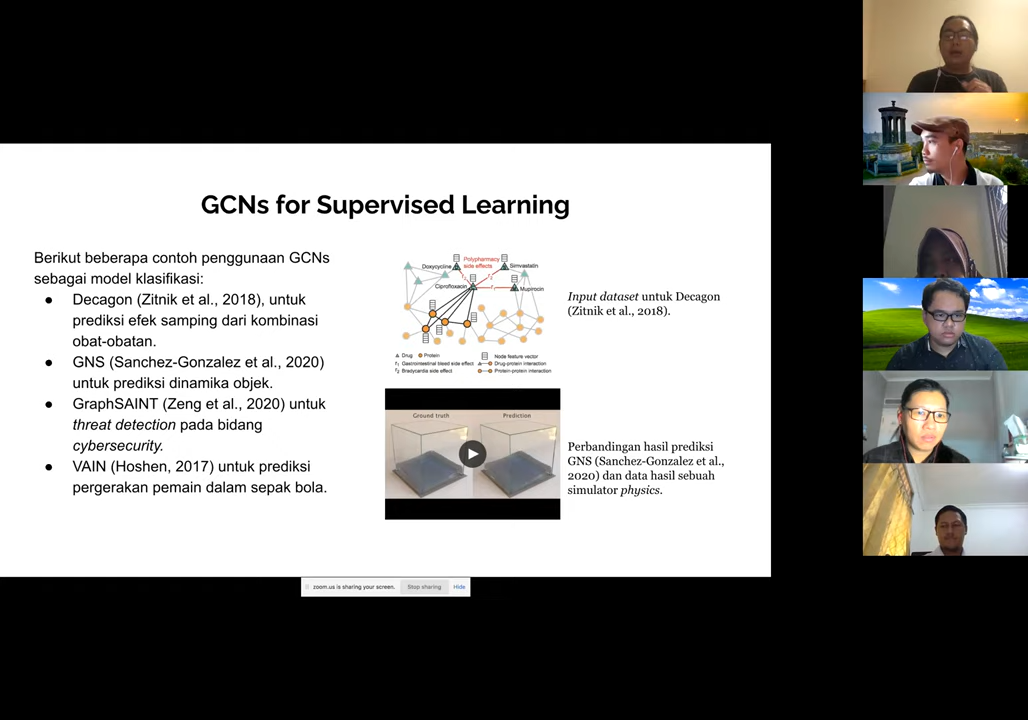 GCNs for Supervised Learning
Berikut beberapa contoh penggunaan GCNs
sebagai model klasifikasi:
● Decagon (Zitnik et al., 2018), untuk
prediksi efek samping dari kombinasi
obat-obatan.
● GNS (Sanchez-Gonzalez et al., 2020)
untuk prediksi dinamika objek.
● GraphSAINT (Zeng et al., 2020) untuk
threat detection pada bidang
cybersecurity.
● VAIN (Hoshen, 2017) untuk prediksi
pergerakan pemain dalam sepak bola.
Polypharmacy
side effects
Doxycycline
Simvastatin
Ciprofloxacin
Mupirocin
r2
r2
r1
Drug
Protein
Node feature vector
r1 Gastrointestinal bleed side effect
Drug-protein interaction
r2 Bradycardia side effect
Protein-protein interaction
Input dataset untuk Decagon
(Zitnik et al., 2018).
Ground truth
Prediction
Perbandingan hasil prediksi
GNS (Sanchez-Gonzalez et al.,
2020) dan data hasil sebuah
simulator physics.
zoom.us is sharing your screen.
Stop sharing
Hide